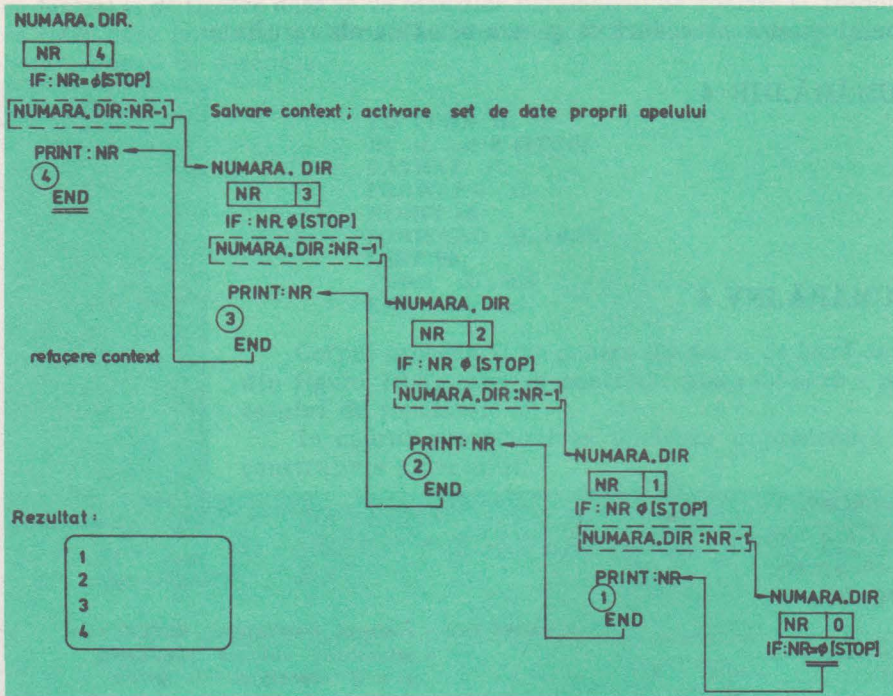 NUMARA.DIR.
NR 4
IF: NR=ϕ[STOP]
NUMARA.DIR:NR-1
Salvare context; activare set de date proprii apelului
PRINT: NR
4
END
NUMARA. DIR
NR 3
IF: NR ϕ[STOP]
NUMARA. DIR:NR-1
PRINT: NR
3
END
refacere context
NUMARA. DIR
NR 2
IF: NR ϕ [STOP]
NUMARA. DIR:NR-1
PRINT: NR
2
END
NUMARA.DIR
NR 1
IF: NR ϕ[STOP]
NUMARA.DIR :NR-1
PRINT:NR
1
END
NUMARA.DIR
NR 0
IF:NR=ϕ[STOP]
Rezultat:
1
2
3
4